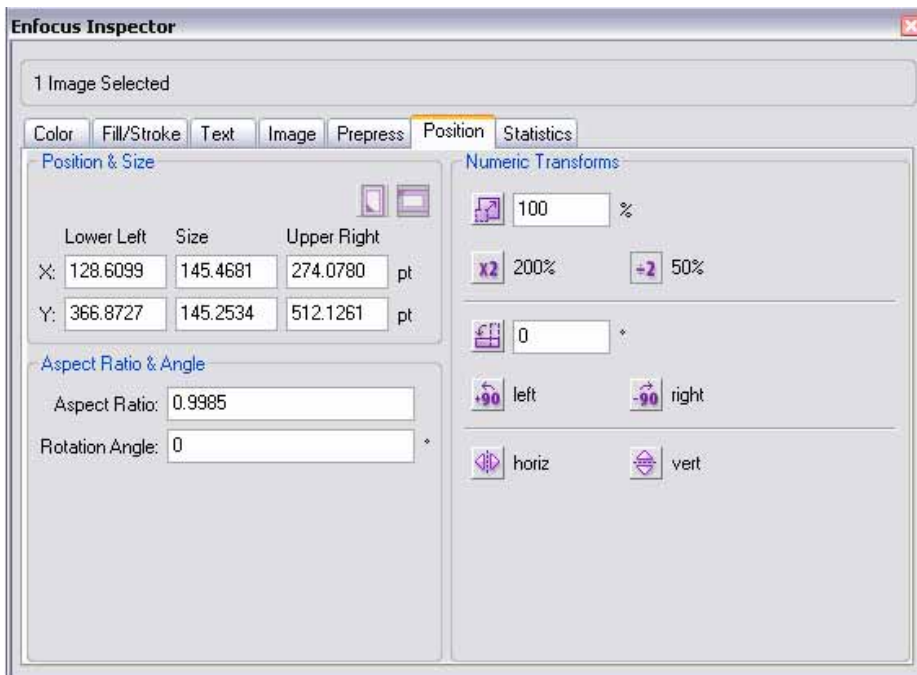 Enfocus Inspector
1 Image Selected
Color Fill/Stroke Text Image Prepress Position Statistics
Position & Size
Lower Left Size Upper Right
X: 128.6099 145.4681 274.0780 pt
Y: 366.8727 145.2534 512.1261 pt
Aspect Ratio & Angle
Aspect Ratio: 0.9985
Rotation Angle: 0 °
Numeric Transforms
100 %
x2 200% ÷2 50%
0 °
+90 left -90 right
horiz vert